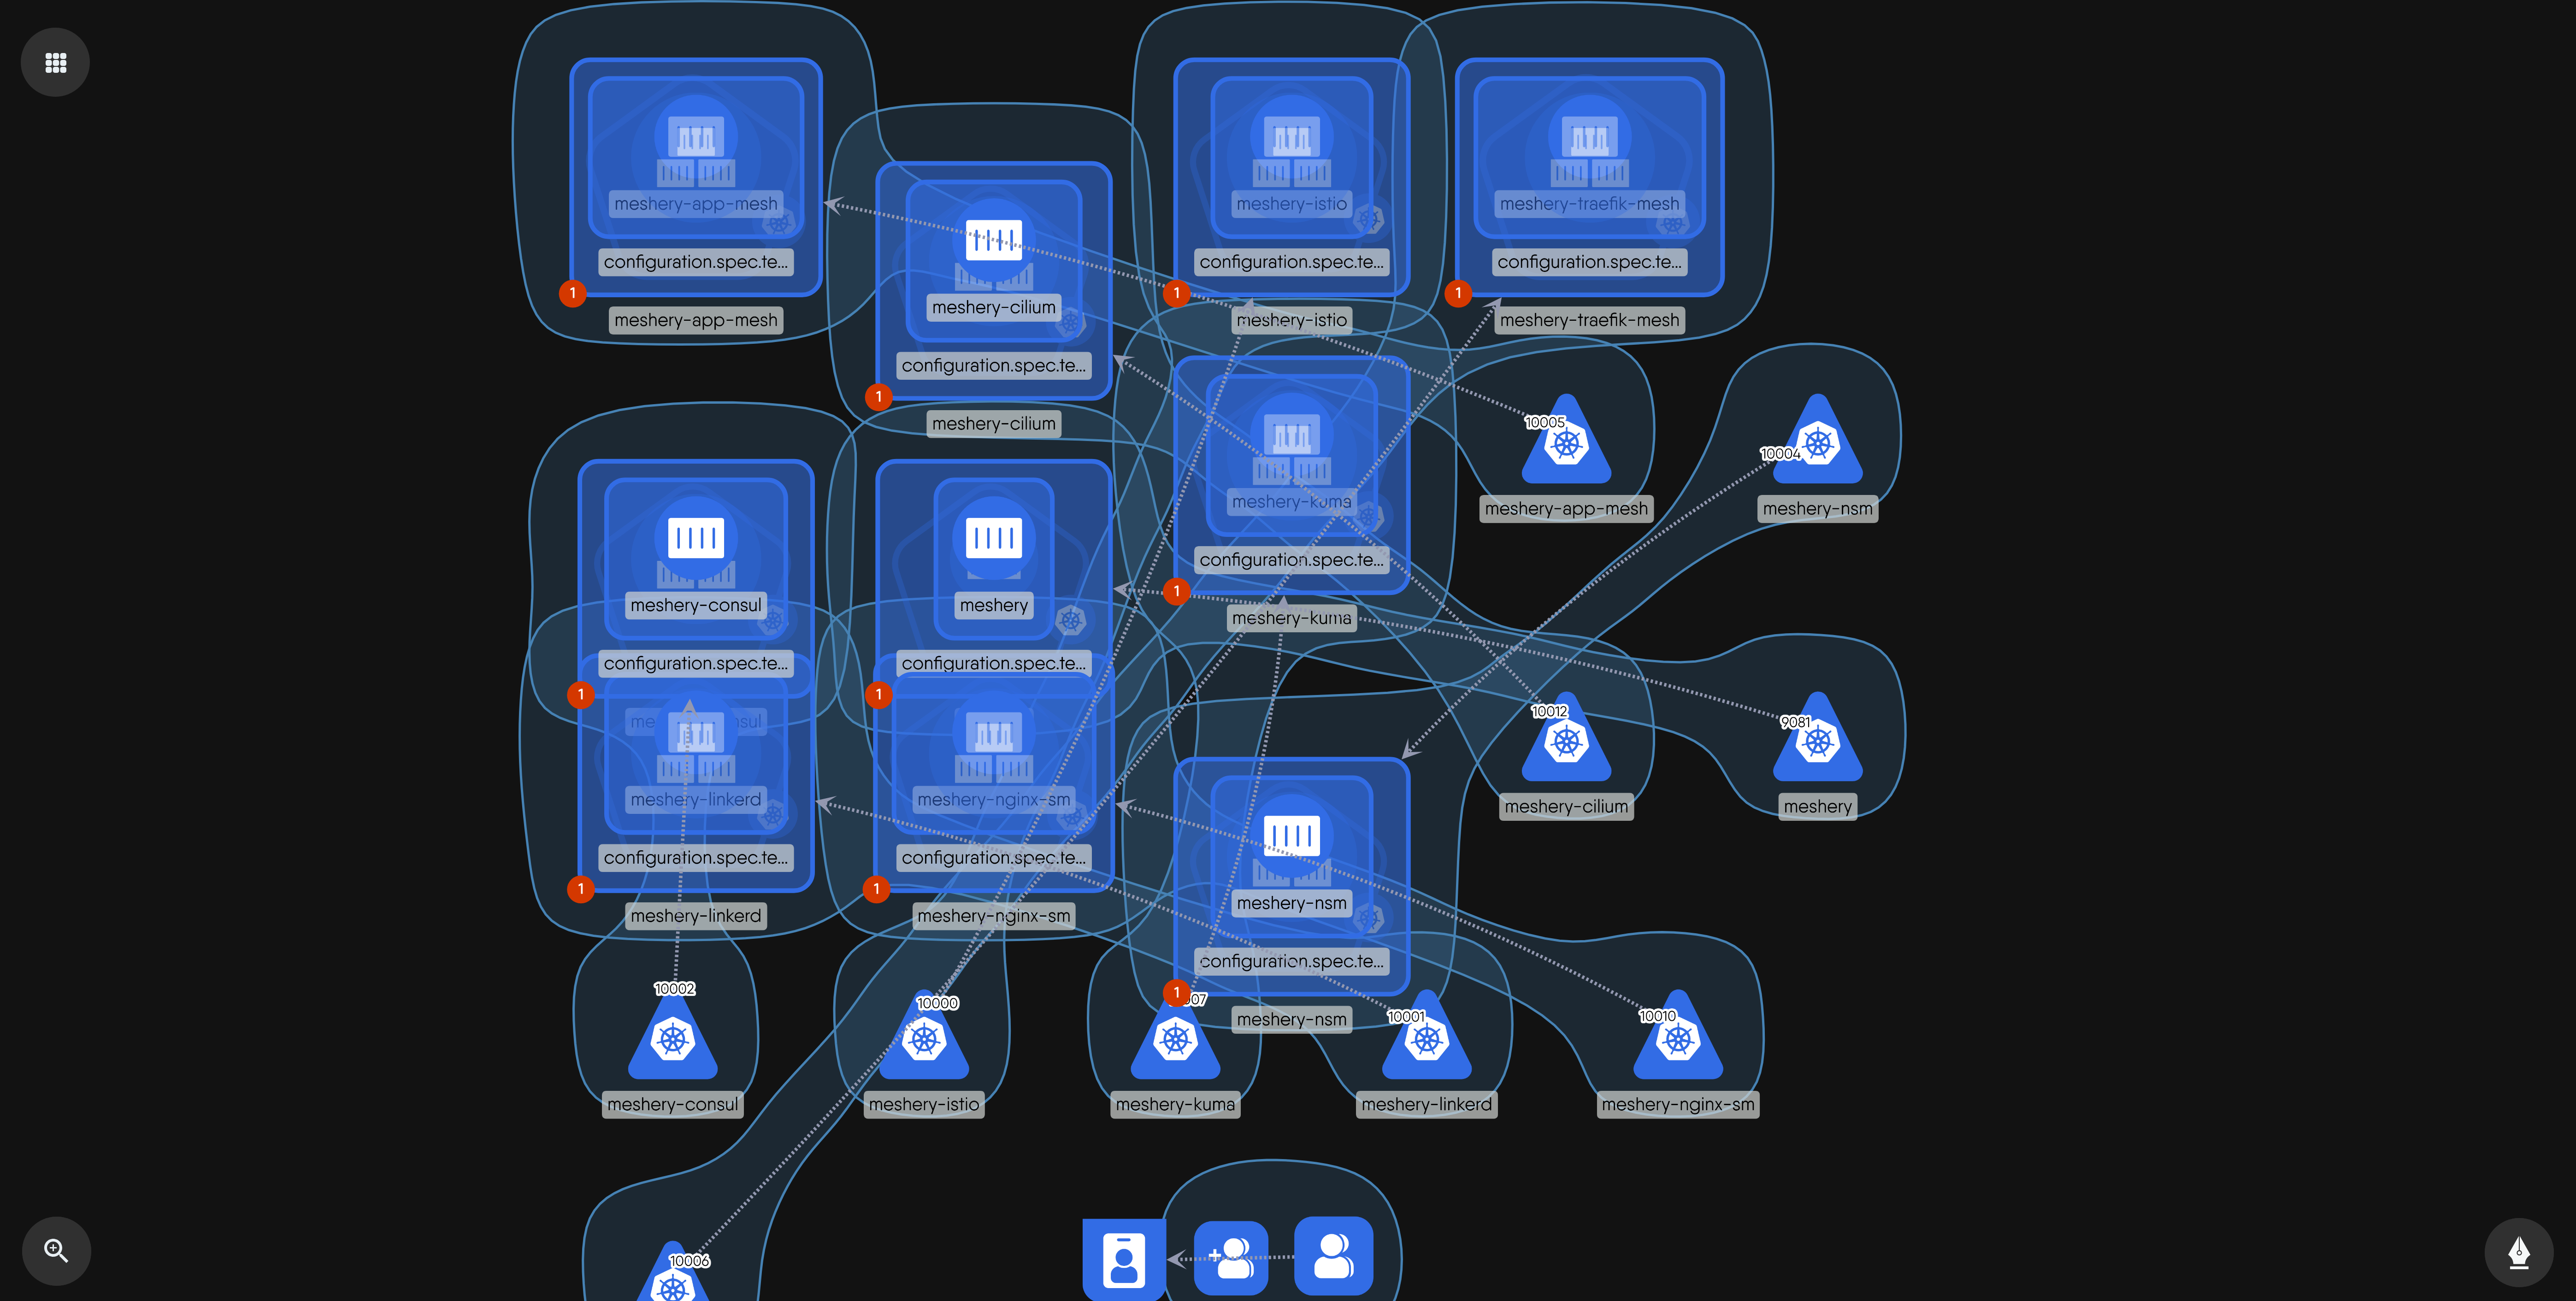 meshery-app-mesh
configuration.spec.te...
1
meshery-app-mesh
meshery-cilium
configuration.spec.te...
1
meshery-cilium
meshery-istio
configuration.spec.te...
1
meshery-istio
meshery-traefik-mesh
configuration.spec.te...
1
meshery-traefik-mesh
meshery-kuma
configuration.spec.te...
1
meshery-kuma
10005
meshery-app-mesh
10004
meshery-nsm
meshery-consul
configuration.spec.te...
1
meshery
configuration.spec.te...
1
meshery-linkerd
configuration.spec.te...
1
meshery-linkerd
meshery-nginx-sm
configuration.spec.te...
1
meshery-nginx-sm
10012
meshery-cilium
9081
meshery
meshery-nsm
configuration.spec.te...
1
meshery-nsm
10002
meshery-consul
10000
meshery-istio
meshery-kuma
10001
meshery-linkerd
10010
meshery-nginx-sm
10006